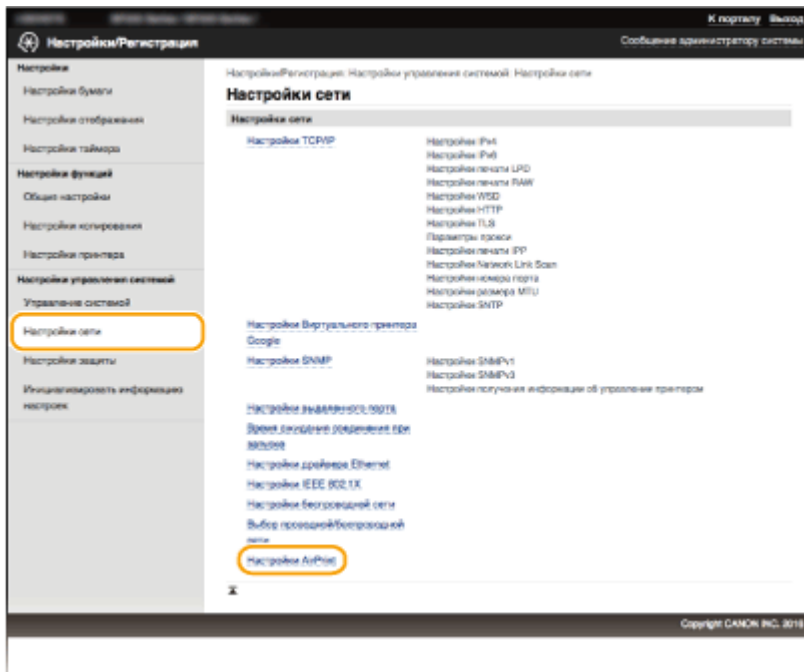 К порталу Выход
Настройки/Регистрация
Сообщение администратору системы
Настройки
Настройки бумаги
Настройки отображения
Настройки таймера
Настройки функций
Общие настройки
Настройки копирования
Настройки принтера
Настройки управления системой
Управление системой
Настройки сети
Настройки защиты
Инициализировать информацию
настроек
Настройки/Регистрация: Настройки управления системой: Настройки сети
Настройки сети
Настройки сети
Настройки TCP/IP
Настройки IPv4
Настройки IPv6
Настройки печати LPD
Настройки печати RAW
Настройки WSD
Настройки HTTP
Настройки TLS
Параметры прокси
Настройки печати IPP
Настройки Network Link Scan
Настройки номера порта
Настройки размера MTU
Настройки SNTP
Настройки Виртуального принтера
Google
Настройки SNMP
Настройки SNMPv1
Настройки SNMPv3
Настройки получения информации об управлении принтером
Настройки выделенного порта
Время ожидания соединения при
запуске
Настройки драйвера Ethernet
Настройки IEEE 802.1X
Настройки беспроводной сети
Выбор проводной/беспроводной
сети
Настройки AirPrint
Copyright CANON INC. 2018